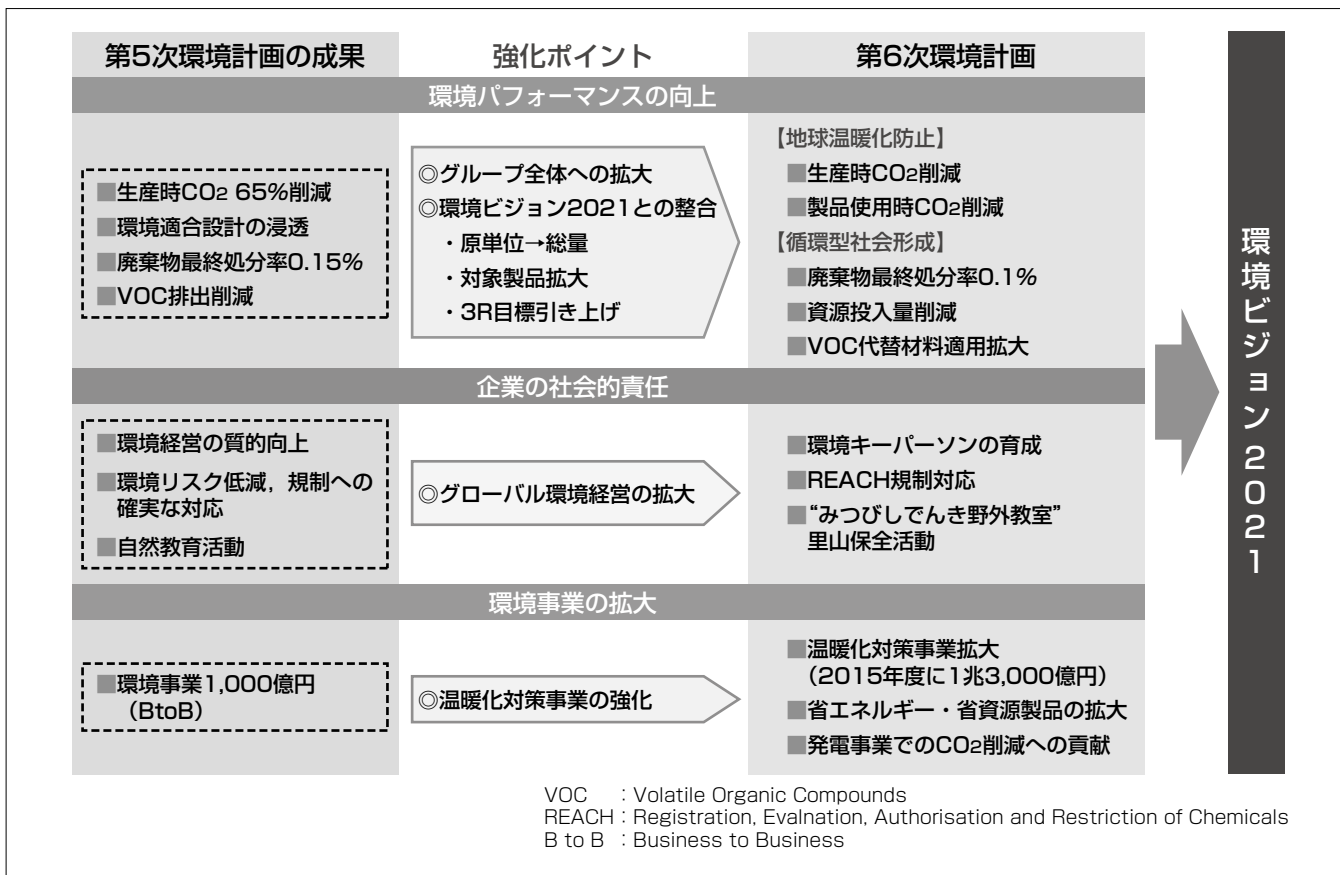 第5次環境計画の成果
強化ポイント
第6次環境計画
環境パフォーマンスの向上
■生産時CO2 65%削減
■環境適合設計の浸透
■廃棄物最終処分率0.15%
■VOC排出削減
◎グループ全体への拡大
◎環境ビジョン2021との整合
・原単位→総量
・対象製品拡大
・3R目標引き上げ
【地球温暖化防止】
■生産時CO2削減
■製品使用時CO2削減
【循環型社会形成】
■廃棄物最終処分率0.1%
■資源投入量削減
■VOC代替材料適用拡大
企業の社会的責任
■環境経営の質的向上
■環境リスク低減，規制への
確実な対応
■自然教育活動
◎グローバル環境経営の拡大
■環境キーパーソンの育成
■REACH規制対応
■“みつびしでんき野外教室”
里山保全活動
環境事業の拡大
■環境事業1,000億円
（BtoB）
◎温暖化対策事業の強化
■温暖化対策事業拡大
（2015年度に1兆3,000億円）
■省エネルギー・省資源製品の拡大
■発電事業でのCO2削減への貢献
環境ビジョン2021
VOC ：Volatile Organic Compounds
REACH：Registration, Evalnation, Authorisation and Restriction of Chemicals
B to B ：Business to Business